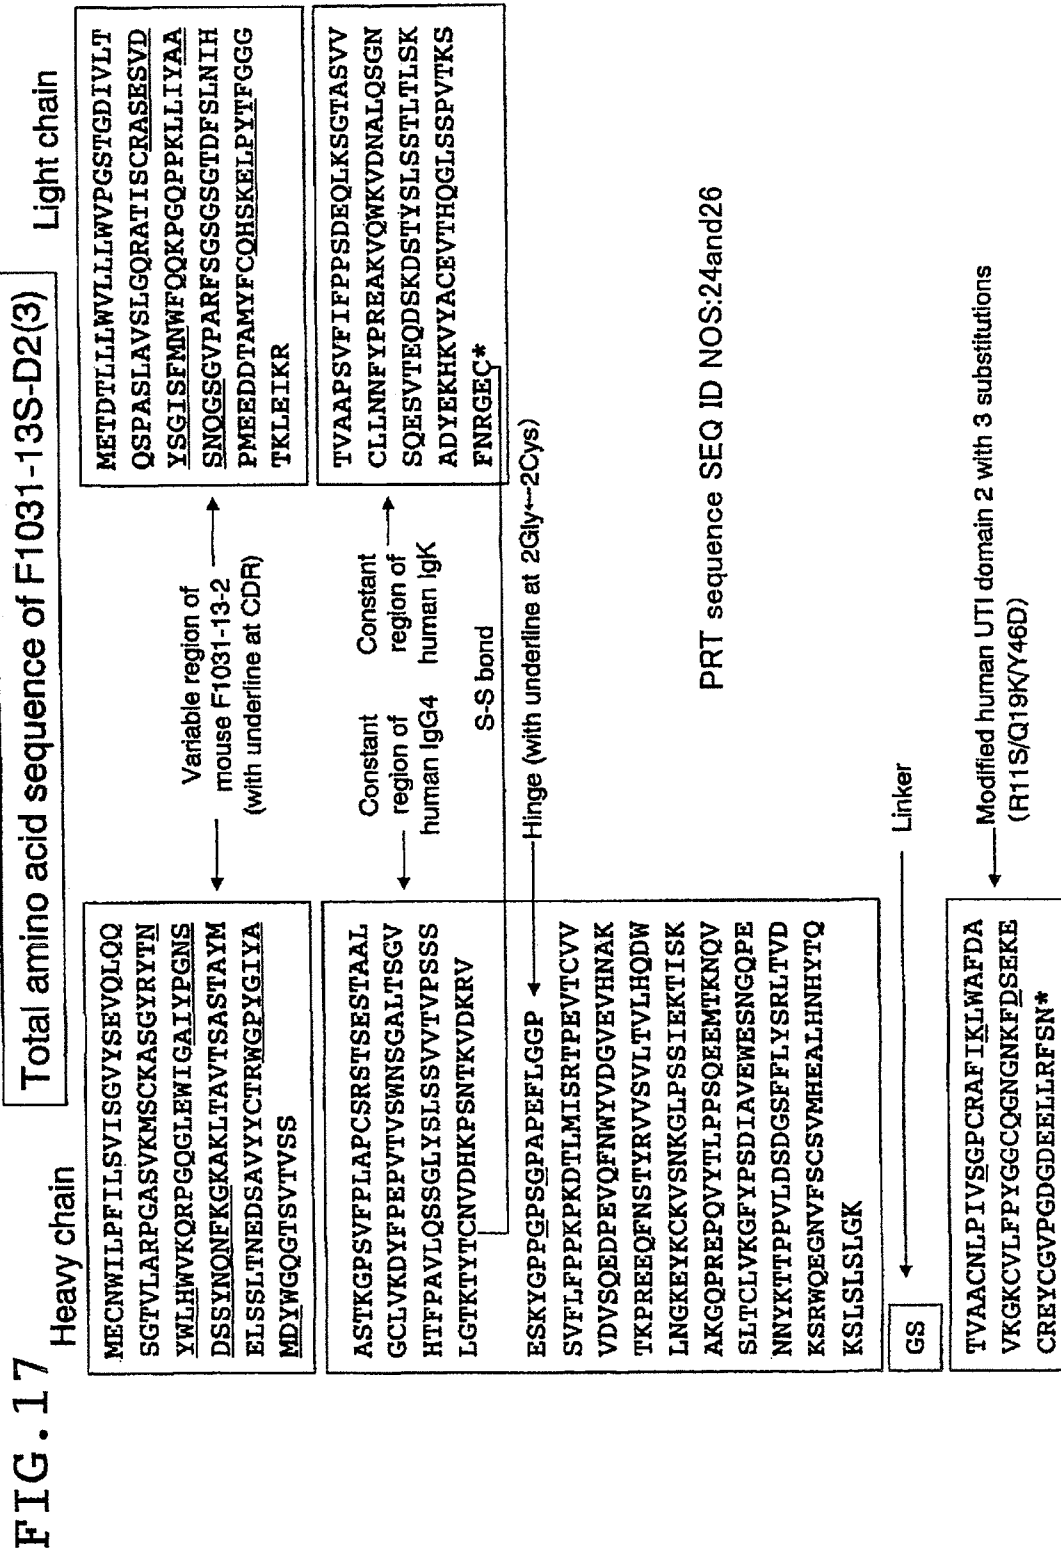 FIG.17
Total amino acid sequence of F1031-13S-D2(3)
Heavy chain
MECNWILPFILSVISGVYSEVQLQQ
SGTVLARPGASVKMSCKASGYRYTN
YWLHWVKQRPGQGLEWIGAIYPGNS
DSSYNQNFKGKAKLTAVTSASTAYM
ELSSLTNEDSAVYYCTRWGPYGIYA
MDYWGQGTSVTVSS
ASTKGPSVFPLAPCSRSTSESTAAL
GCLVKDYFPEPVTVSWNSGALTSGV
HTFPAVLQSSGLYSLSSVVTVPSSS
LGTKTYTCNVDHKPSNTKVDKRV
ESKYGPPGPSGPAPEFLGGP
SVFLFPPKPKDTLMISRTPEVTCVV
VDVSQEDPEVQFNWYVDGVEVHNAK
TKPREEQFNSTYRVVSVLTVLHQDW
LNGKEYKCKVSNKGLPSSIEKTISK
AKGQPREPQVYTLPPSQEEMTKNQV
SLTCLVKGFYPSDIAVEWESNGQPE
NNYKTTPPVLDSDGSFFLYSRLTVD
KSRWQEGNVFSCSVMHEALHNHYTQ
KSLSLSLGK
GS
TVAACNLPIVSGPCRAFIKLWAFDA
VKGKCVLFPYGGCQGNGNKFDSEKE
CREYCGVPGDGDEELLRFSN*
Variable region of
mouse F1031-13-2
(with underline at CDR)
Constant
region of
human IgG4
Constant
region of
human IgK
S-S bond
Hinge (with underline at 2Gly←2Cys)
Linker
Modified human UTI domain 2 with 3 substitutions
(R11S/Q19K/Y46D)
Light chain
METDTLLLWVLLLWVPGSTGDIVLT
QSPASLAVSLGQRATISCRASESVD
YSGISFMNWFQQKPGQPPKLLIYAA
SNQGSGVPARFSGSGSGTDFSLNIH
PMEEDDTAMYFCQHSKELPYTFGGG
TKLEIKR
TVAAPSVFIFPPSDEQLKSGTASVV
CLLNNFYPREAKVQWKVDNALQSGN
SQESVTEQDSKDSTYSLSSTLTLSK
ADYEKHKVYACEVTHQGLSSPVTKS
FNRGEC*
PRT sequence SEQ ID NOS:24and26